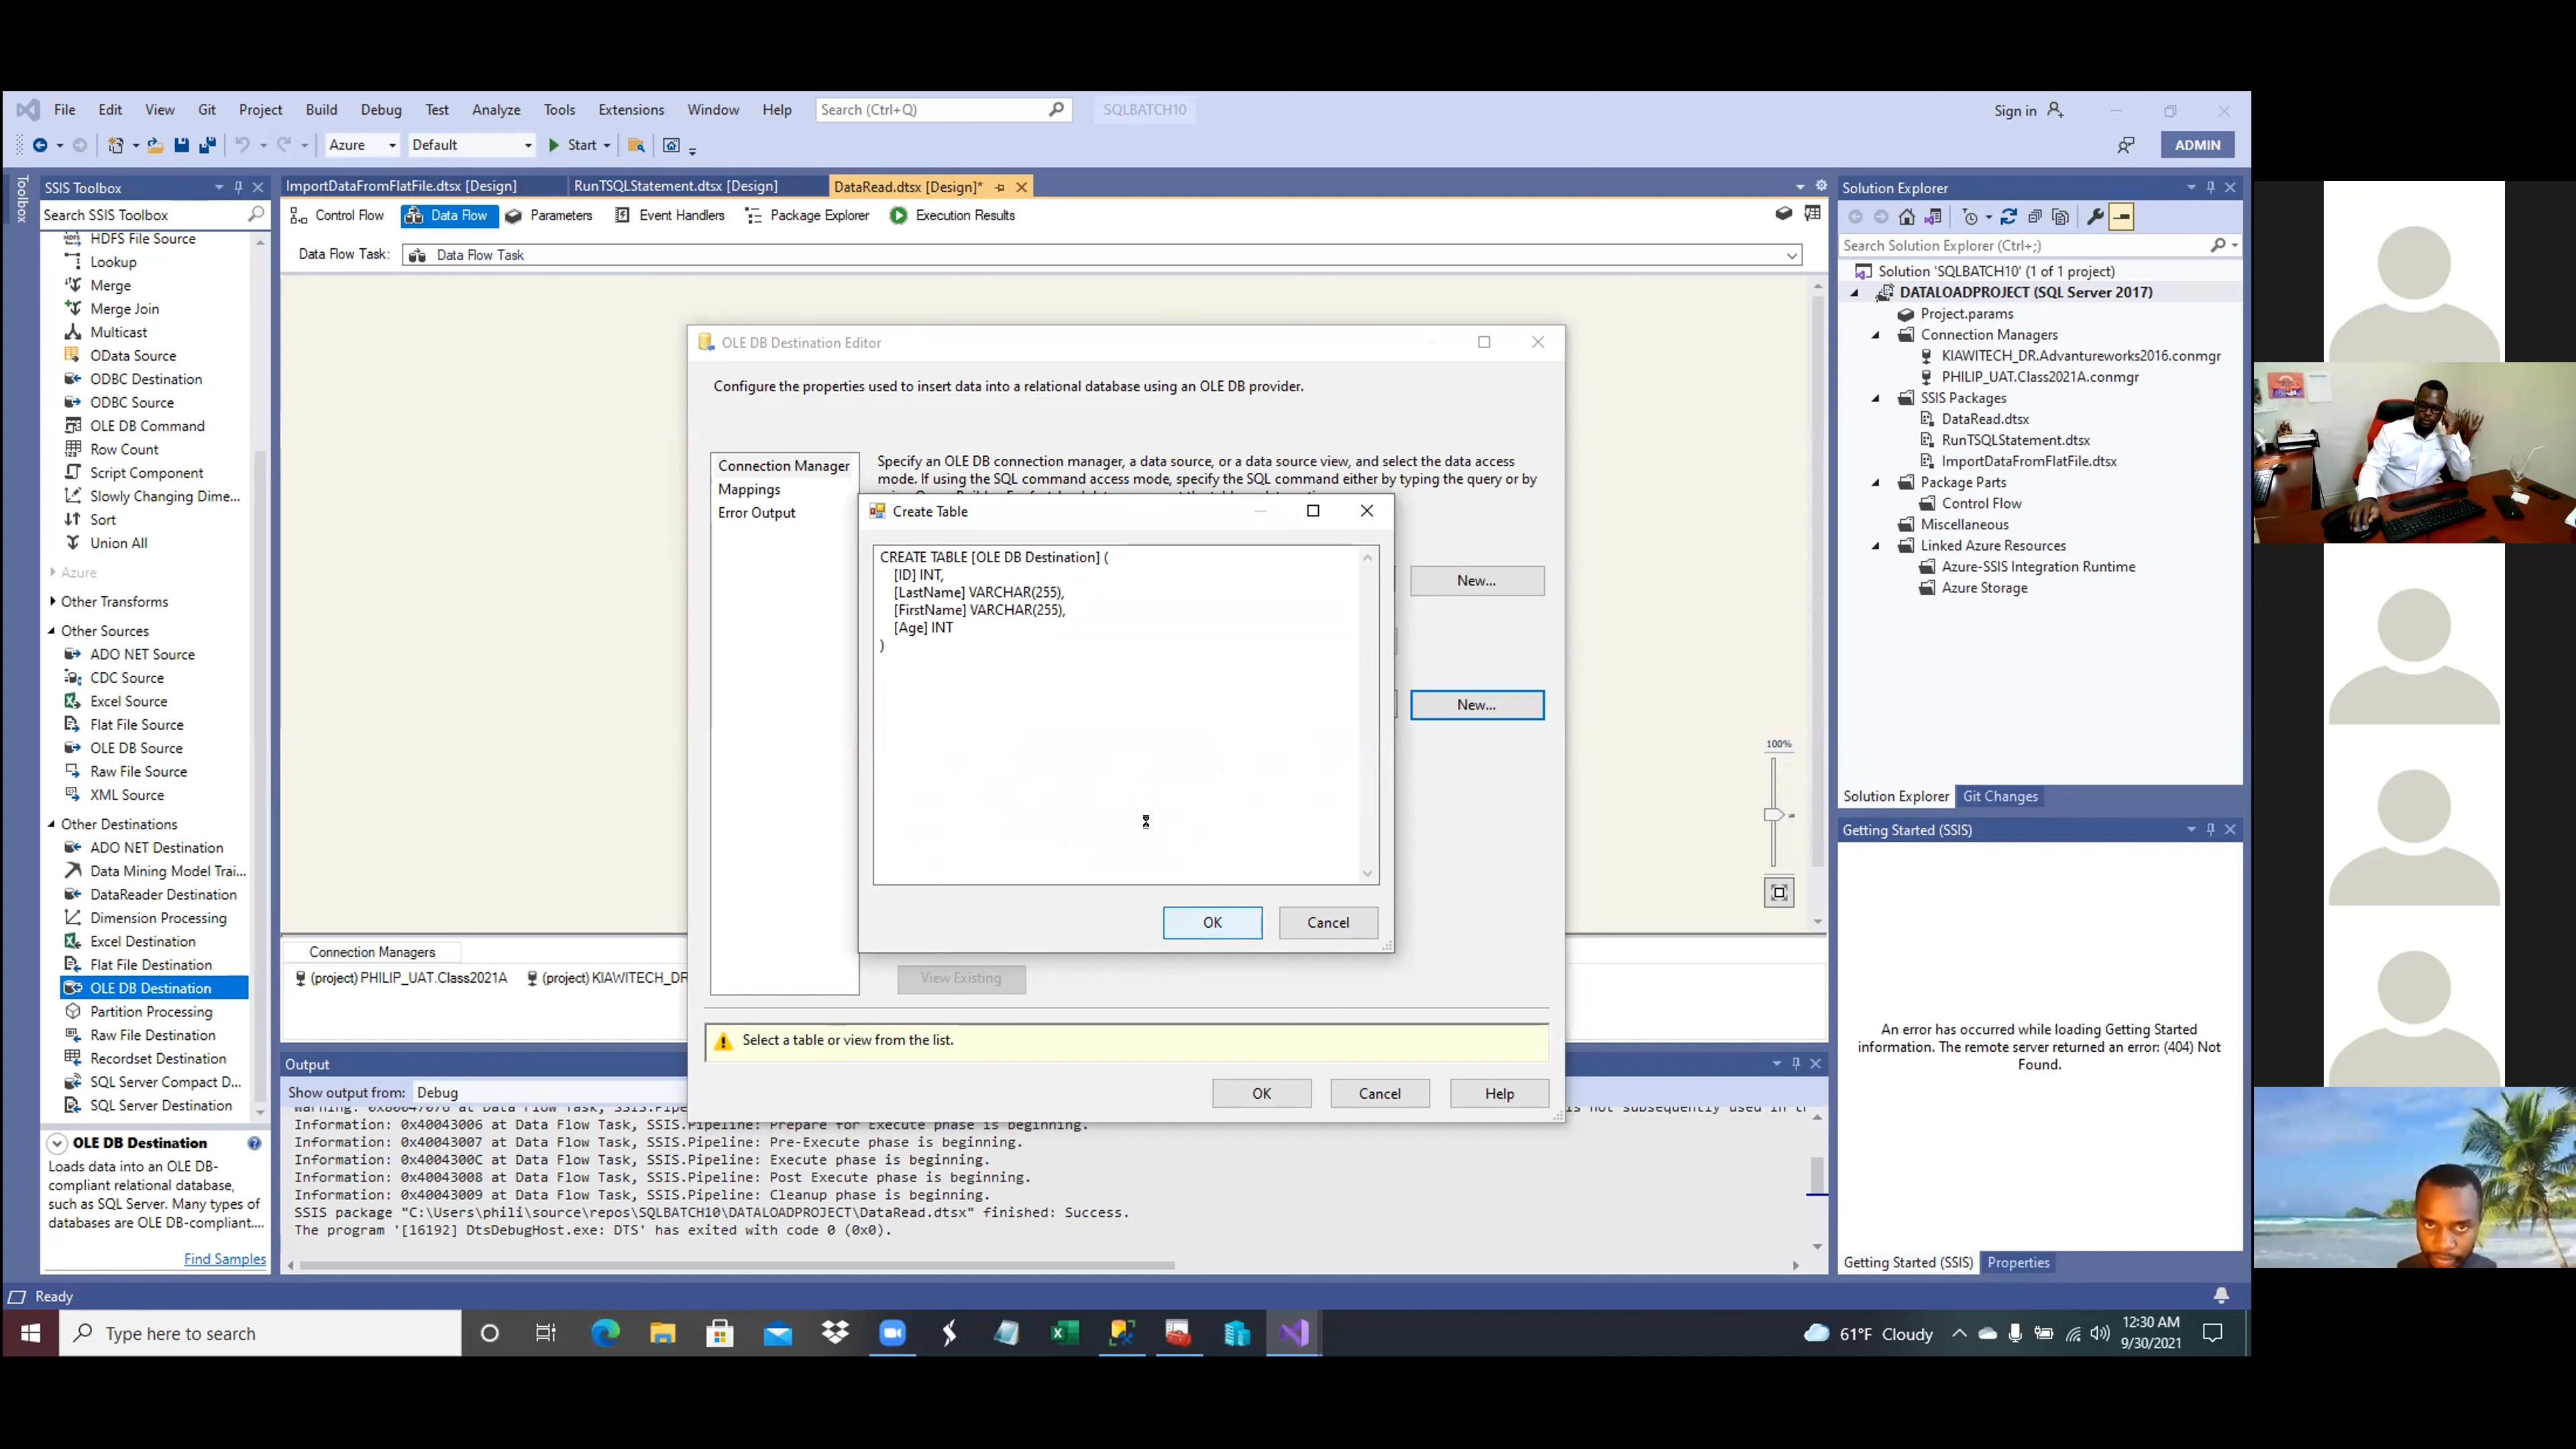 File Edit View Git Project Build Debug Test Analyze Tools Extensions Window Help Search (Ctrl+Q) SQLBATCH10 Sign in
Azure Default Start ADMIN
Toolbox
SSIS Toolbox
Search SSIS Toolbox
HDFS File Source
Lookup
Merge
Merge Join
Multicast
OData Source
ODBC Destination
ODBC Source
OLE DB Command
Row Count
Script Component
Slowly Changing Dime...
Sort
Union All
Azure
Other Transforms
Other Sources
ADO NET Source
CDC Source
Excel Source
Flat File Source
OLE DB Source
Raw File Source
XML Source
Other Destinations
ADO NET Destination
Data Mining Model Trai...
DataReader Destination
Dimension Processing
Excel Destination
Flat File Destination
OLE DB Destination
Partition Processing
Raw File Destination
Recordset Destination
SQL Server Compact D...
SQL Server Destination
OLE DB Destination
Loads data into an OLE DB-
compliant relational database,
such as SQL Server. Many types of
databases are OLE DB-compliant....
Find Samples
ImportDataFromFlatFile.dtsx [Design] RunTSQLStatement.dtsx [Design] DataRead.dtsx [Design]*
Control Flow Data Flow Parameters Event Handlers Package Explorer Execution Results
Data Flow Task: Data Flow Task
OLE DB Destination Editor
Configure the properties used to insert data into a relational database using an OLE DB provider.
Connection Manager
Mappings
Error Output
Specify an OLE DB connection manager, a data source, or a data source view, and select the data access
mode. If using the SQL command access mode, specify the SQL command either by typing the query or by
Create Table
CREATE TABLE [OLE DB Destination] (
[ID] INT,
[LastName] VARCHAR(255),
[FirstName] VARCHAR(255),
[Age] INT
)
OK Cancel
New...
New...
View Existing
Select a table or view from the list.
OK Cancel Help
100%
Connection Managers
(project) PHILIP_UAT.Class2021A (project) KIAWITECH_DR
Output
Show output from: Debug
Information: 0x40043006 at Data Flow Task, SSIS.Pipeline: Prepare for Execute phase is beginning.
Information: 0x40043007 at Data Flow Task, SSIS.Pipeline: Pre-Execute phase is beginning.
Information: 0x4004300C at Data Flow Task, SSIS.Pipeline: Execute phase is beginning.
Information: 0x40043008 at Data Flow Task, SSIS.Pipeline: Post Execute phase is beginning.
Information: 0x40043009 at Data Flow Task, SSIS.Pipeline: Cleanup phase is beginning.
SSIS package "C:\Users\phili\source\repos\SQLBATCH10\DATALOADPROJECT\DataRead.dtsx" finished: Success.
The program '[16192] DtsDebugHost.exe: DTS' has exited with code 0 (0x0).
Solution Explorer
Search Solution Explorer (Ctrl+;)
Solution 'SQLBATCH10' (1 of 1 project)
DATALOADPROJECT (SQL Server 2017)
Project.params
Connection Managers
KIAWITECH_DR.Advantureworks2016.conmgr
PHILIP_UAT.Class2021A.conmgr
SSIS Packages
DataRead.dtsx
RunTSQLStatement.dtsx
ImportDataFromFlatFile.dtsx
Package Parts
Control Flow
Miscellaneous
Linked Azure Resources
Azure-SSIS Integration Runtime
Azure Storage
Solution Explorer Git Changes
Getting Started (SSIS)
An error has occurred while loading Getting Started
information. The remote server returned an error: (404) Not
Found.
Getting Started (SSIS) Properties
Ready
Type here to search
61°F Cloudy
12:30 AM
9/30/2021